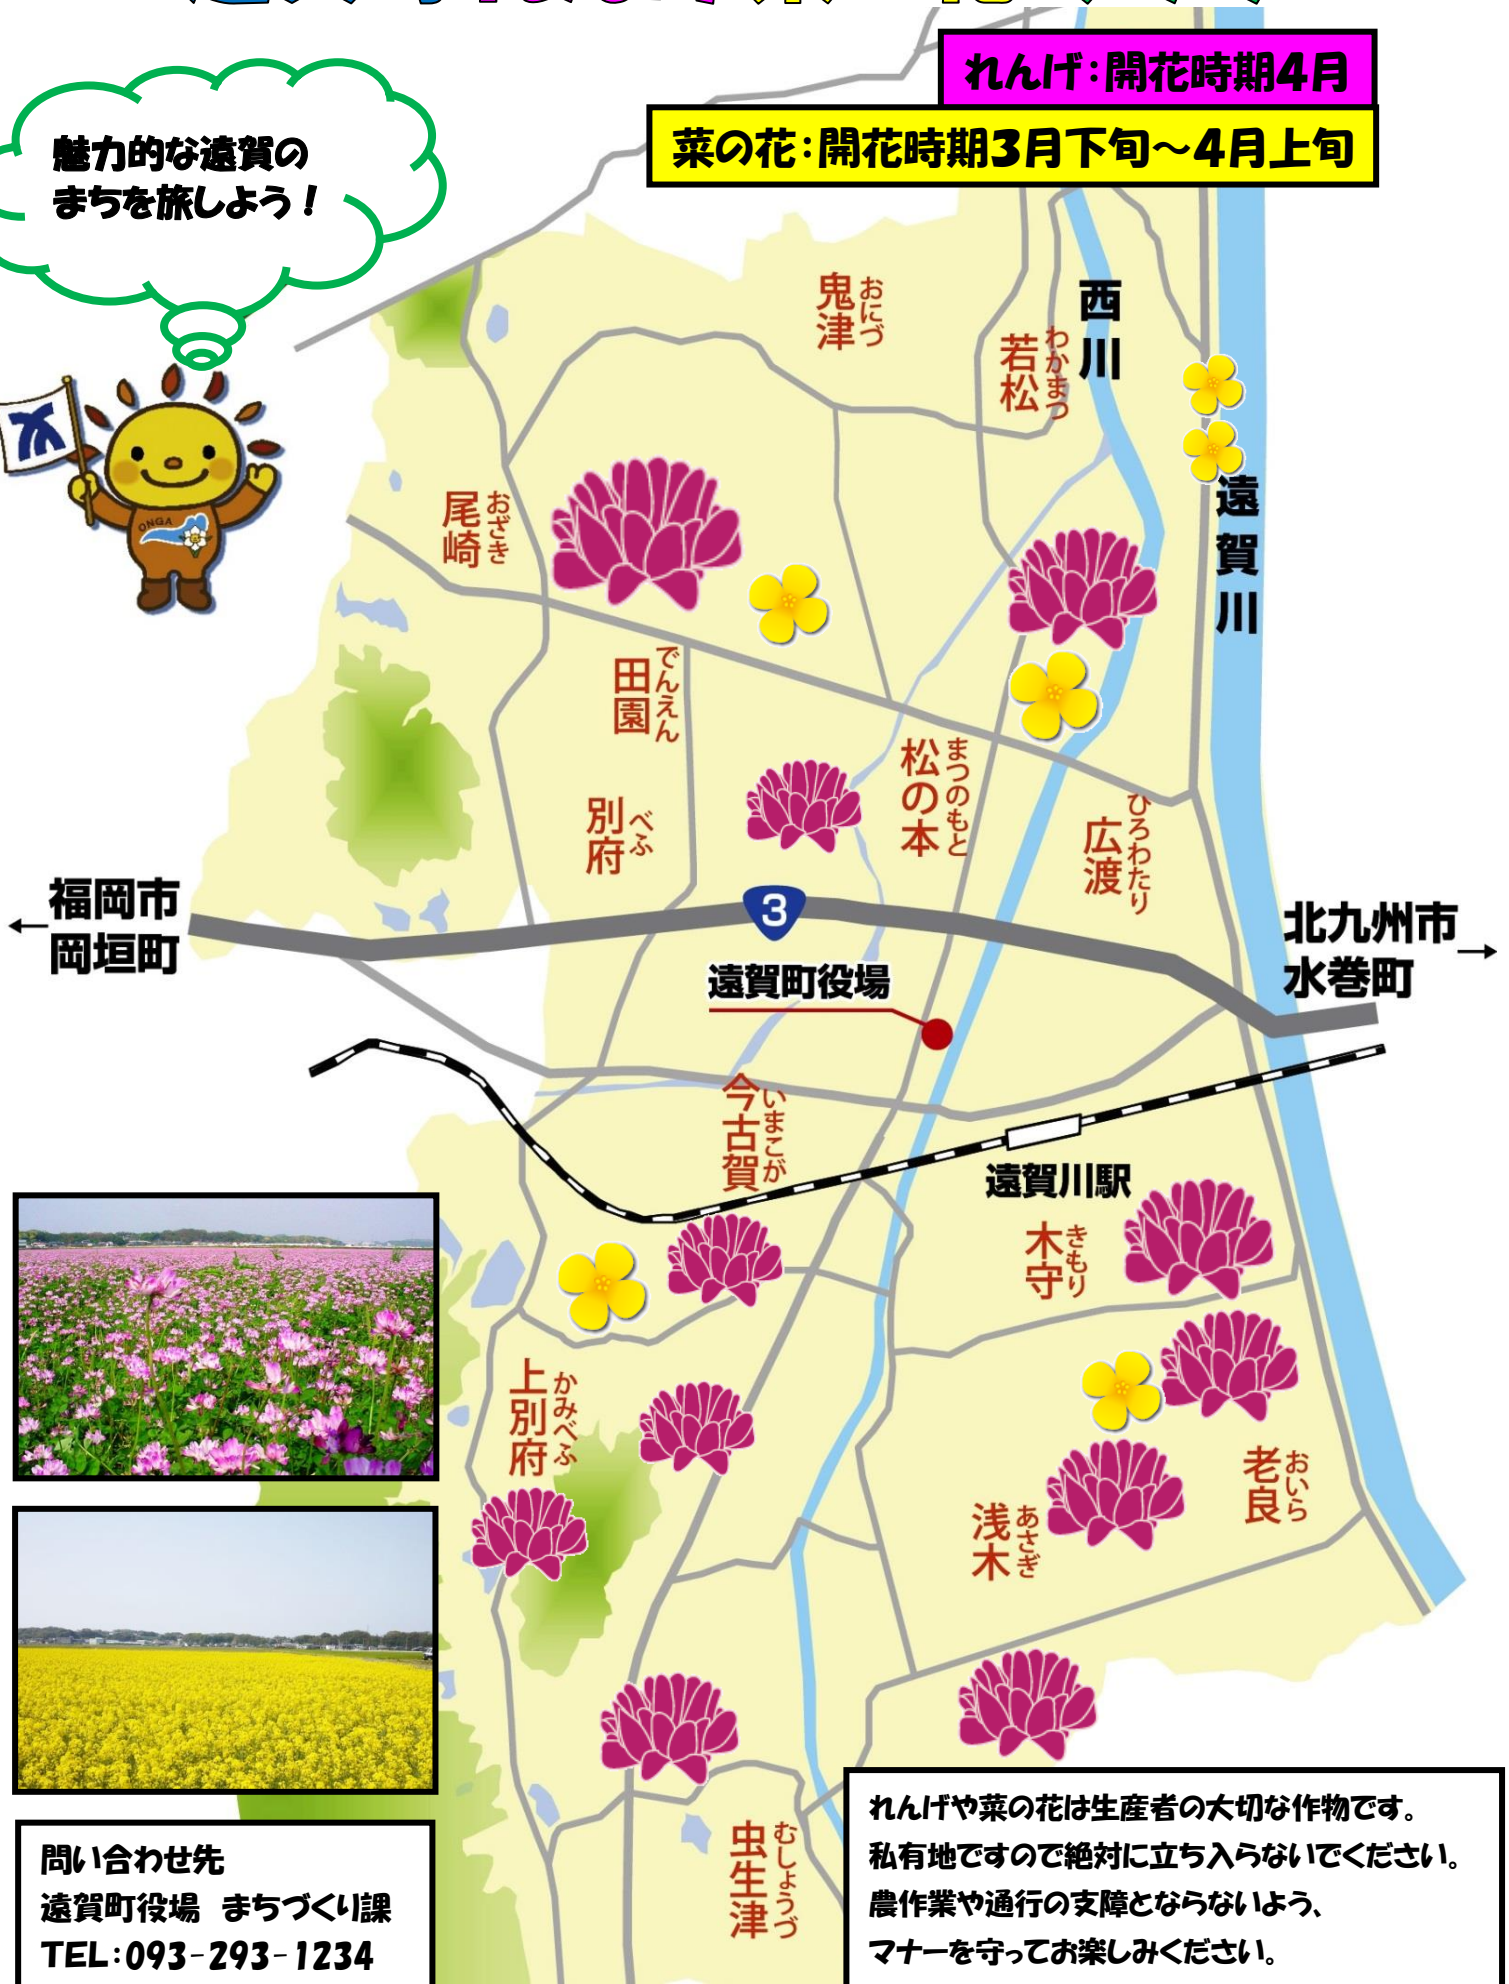 れんげ:開花時期4月
菜の花:開花時期3月下旬～4月上旬
魅力的な遠賀の
まちを旅しよう!
鬼津
おにづ
若松
わかまつ
西川
遠賀川
ONGA
尾崎
おざき
田園
でんえん
別府
べふ
松の本
まつのもと
広渡
ひろわたり
←福岡市
岡垣町
3
北九州市→
水巻町
遠賀町役場
今古賀
いまこが
遠賀川駅
木守
きもり
上別府
かみべふ
老良
おいら
浅木
あさぎ
虫生津
むしょうづ
問い合わせ先
遠賀町役場 まちづくり課
TEL:093-293-1234
れんげや菜の花は生産者の大切な作物です。
私有地ですので絶対に立ち入らないでください。
農作業や通行の支障とならないよう、
マナーを守ってお楽しみください。